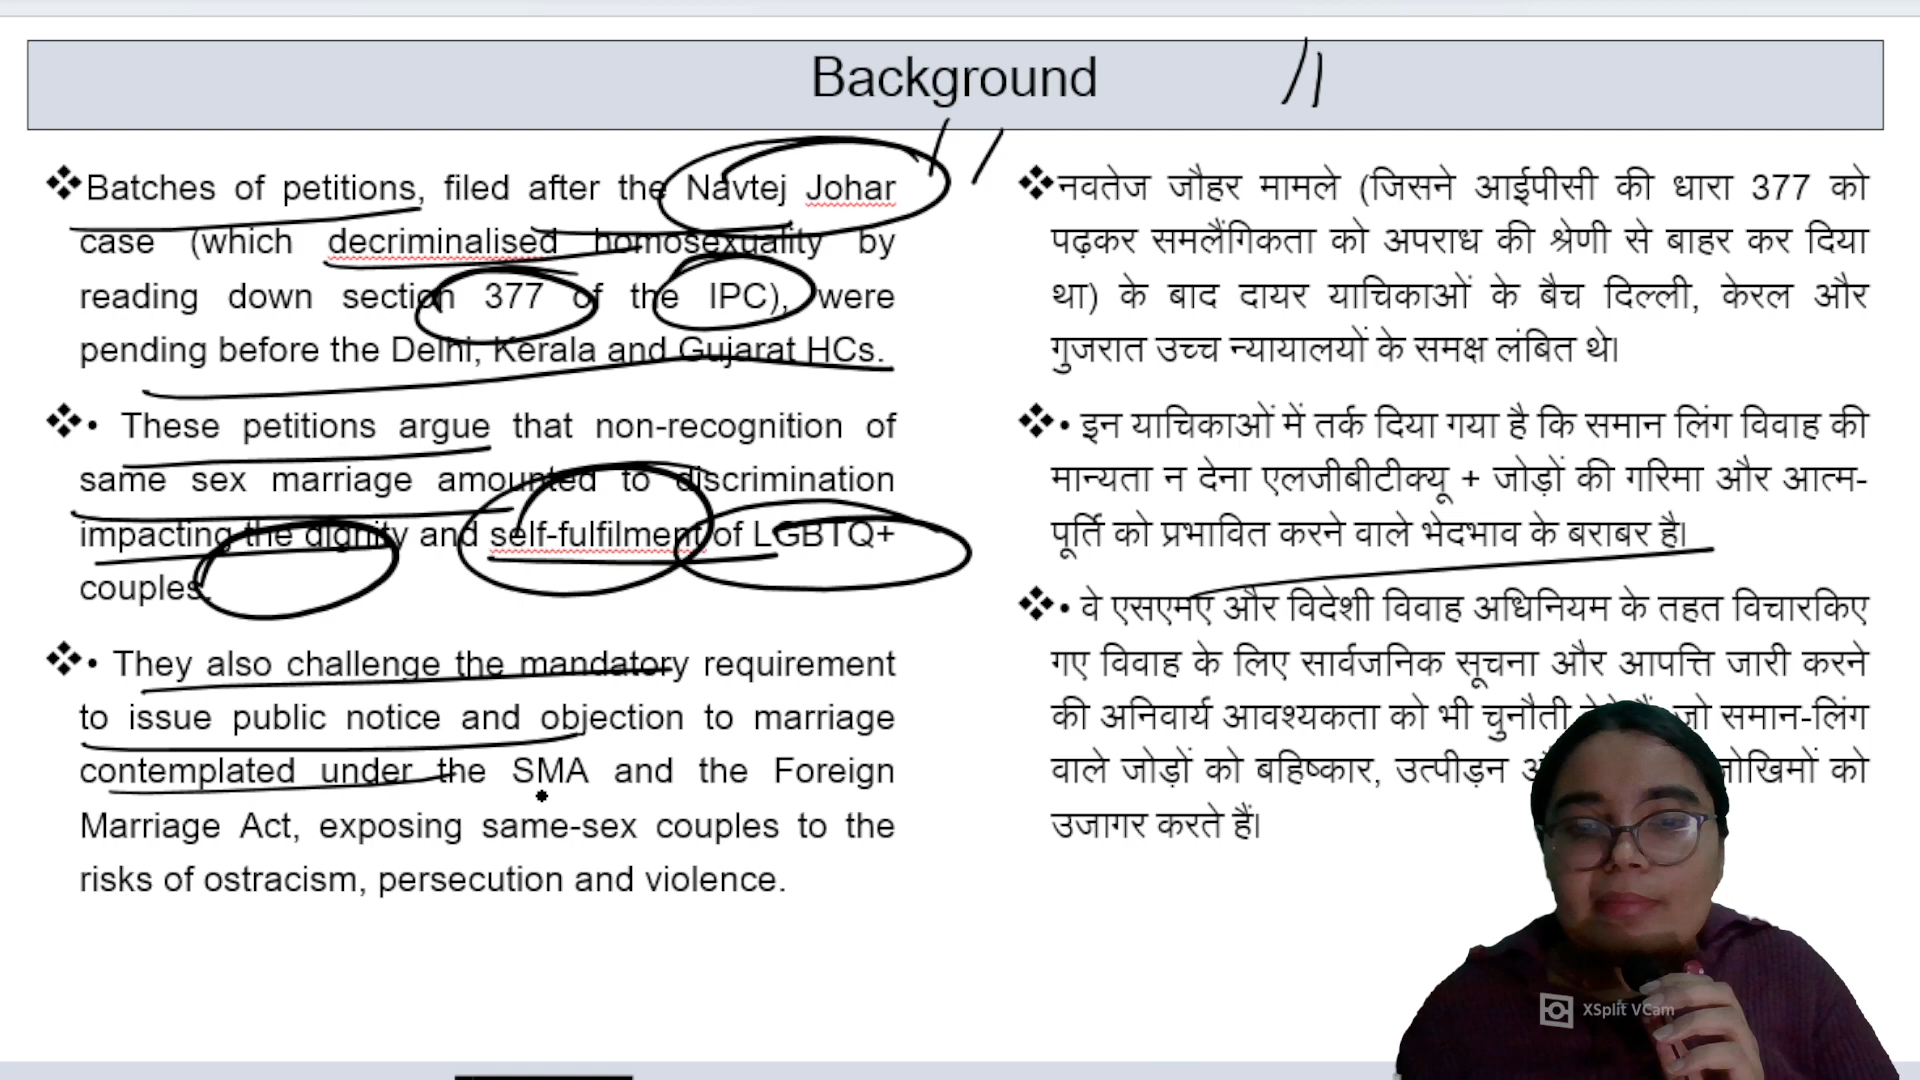 Background
❖Batches of petitions, filed after the Navtej Johar
case (which decriminalised homosexuality by
reading down section 377 of the IPC), were
pending before the Delhi, Kerala and Gujarat HCs.
❖• These petitions argue that non-recognition of
same sex marriage amounted to discrimination
impacting the dignity and self-fulfilment of LGBTQ+
couples.
❖• They also challenge the mandatory requirement
to issue public notice and objection to marriage
contemplated under the SMA and the Foreign
Marriage Act, exposing same-sex couples to the
risks of ostracism, persecution and violence.
❖नवतेज जौहर मामले (जिसने आईपीसी की धारा 377 को
पढ़कर समलैंगिकता को अपराध की श्रेणी से बाहर कर दिया
था) के बाद दायर याचिकाओं के बैच दिल्ली, केरल और
गुजरात उच्च न्यायालयों के समक्ष लंबित थे।
❖• इन याचिकाओं में तर्क दिया गया है कि समान लिंग विवाह की
मान्यता न देना एलजीबीटीक्यू + जोड़ों की गरिमा और आत्म-
पूर्ति को प्रभावित करने वाले भेदभाव के बराबर है।
❖• वे एसएमए और विदेशी विवाह अधिनियम के तहत विचारकिए
गए विवाह के लिए सार्वजनिक सूचना और आपत्ति जारी करने
की अनिवार्य आवश्यकता को भी चुनौती जो समान-लिंग
वाले जोड़ों को बहिष्कार, उत्पीड़न जोखिमों को
उजागर करते हैं।
XSplit VCam